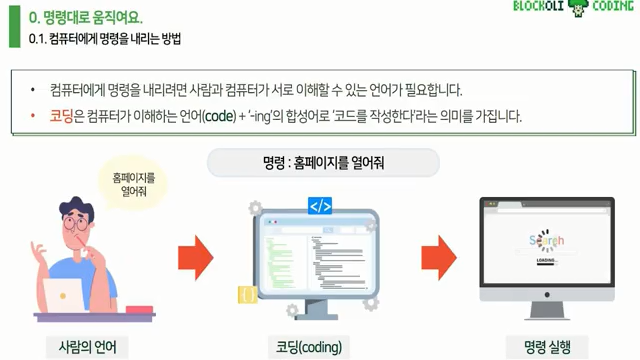 0. 명령대로 움직여요.
BLOCKOLI CODING
0.1. 컴퓨터에게 명령을 내리는 방법
• 컴퓨터에게 명령을 내리려면 사람과 컴퓨터가 서로 이해할 수 있는 언어가 필요합니다.
• 코딩은 컴퓨터가 이해하는 언어(code) + '-ing'의 합성어로 '코드를 작성한다'라는 의미를 가집니다.
명령 : 홈페이지를 열어줘
홈페이지를
열어줘
</>
{}
Search
LOADING...
사람의 언어
코딩(coding)
명령 실행